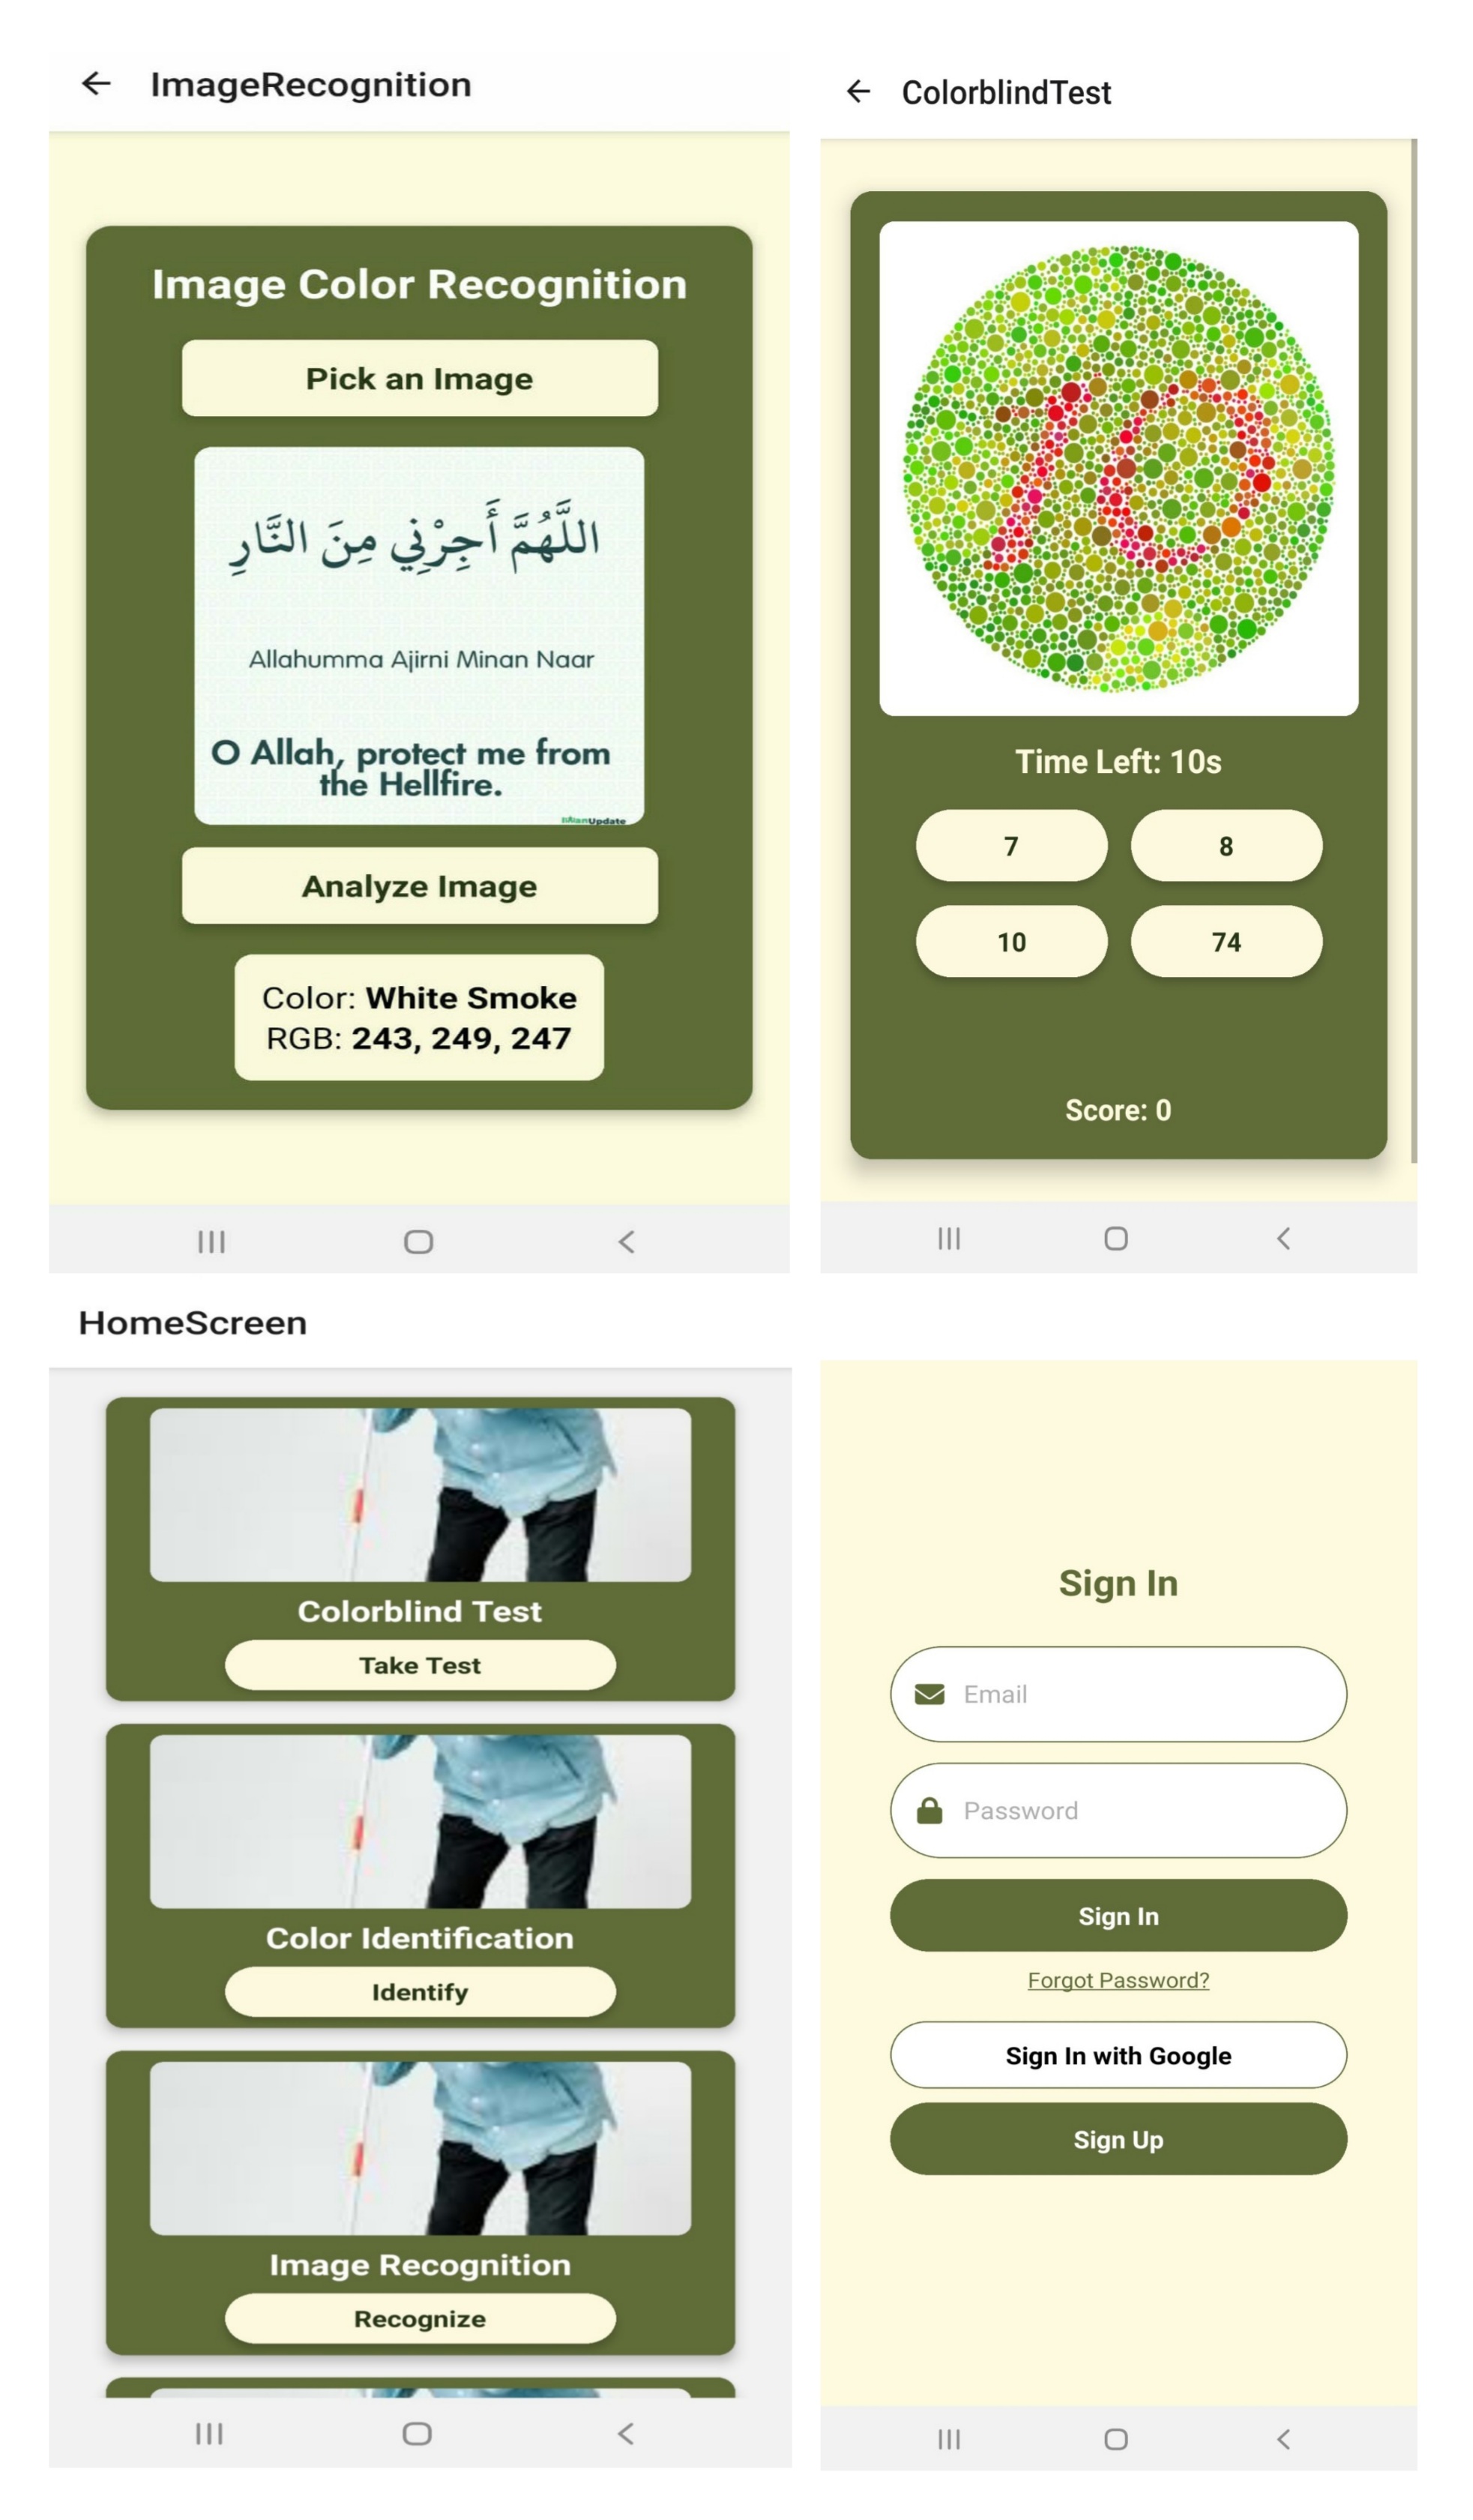 ImageRecognition
Image Color Recognition
Pick an Image
اللَّهُمَّ أَجِرْنِي مِنَ النَّارِ
Allahumma Ajirni Minan Naar
O Allah, protect me from
the Hellfire.
Update
Analyze Image
Color: White Smoke
RGB: 243, 249, 247
ColorblindTest
10
Time Left: 10s
7
8
10
74
Score: 0
HomeScreen
Colorblind Test
Take Test
Color Identification
Identify
Image Recognition
Recognize
Sign In
Email
Password
Sign In
Forgot Password?
Sign In with Google
Sign Up